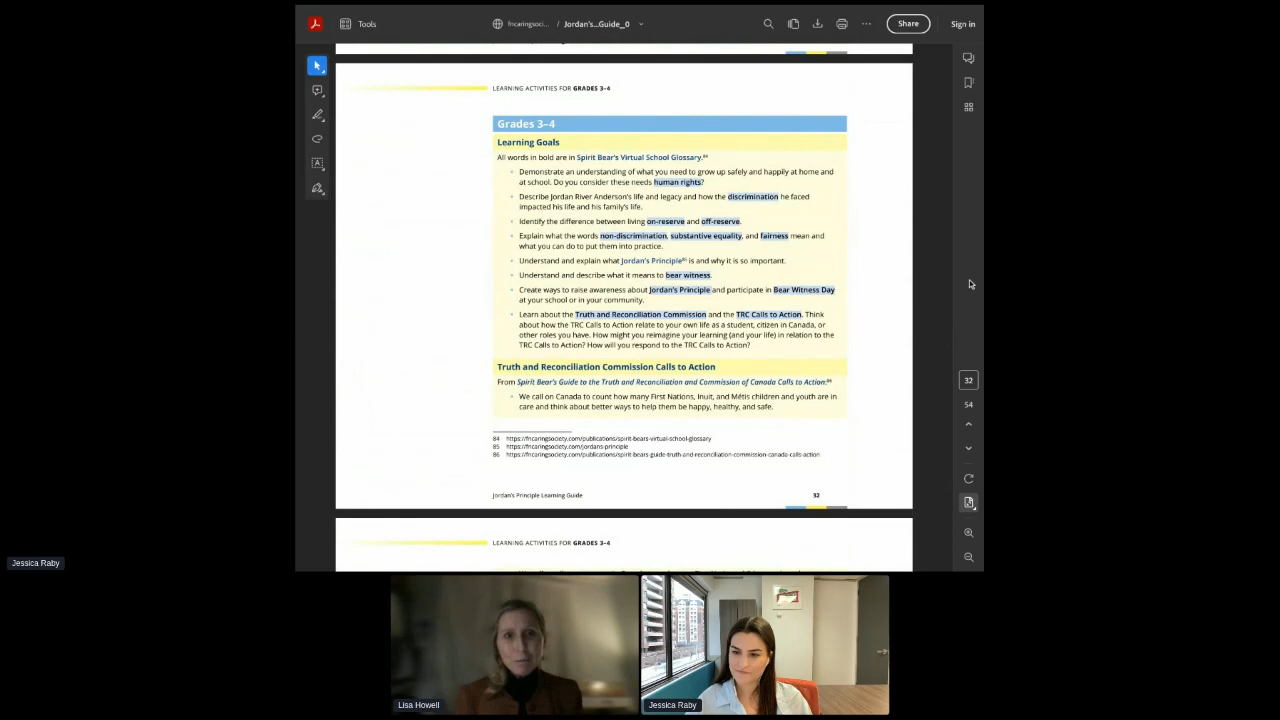 Tools
fncaringsoci...
/
Jordan's...Guide_0
Share
Sign in
LEARNING ACTIVITIES FOR GRADES 3–4
Grades 3–4
Learning Goals
All words in bold are in Spirit Bear's Virtual School Glossary.84
Demonstrate an understanding of what you need to grow up safely and happily at home and
at school. Do you consider these needs human rights?
Describe Jordan River Anderson's life and legacy and how the discrimination he faced
impacted his life and his family's life.
Identify the difference between living on-reserve and off-reserve.
Explain what the words non-discrimination, substantive equality, and fairness mean and
what you can do to put them into practice.
Understand and explain what Jordan's Principle85 is and why it is so important.
Understand and describe what it means to bear witness.
Create ways to raise awareness about Jordan's Principle and participate in Bear Witness Day
at your school or in your community.
Learn about the Truth and Reconciliation Commission and the TRC Calls to Action. Think
about how the TRC Calls to Action relate to your own life as a student, citizen in Canada, or
other roles you have. How might you reimagine your learning (and your life) in relation to the
TRC Calls to Action? How will you respond to the TRC Calls to Action?
Truth and Reconciliation Commission Calls to Action
From Spirit Bear's Guide to the Truth and Reconciliation and Commission of Canada Calls to Action:86
We call on Canada to count how many First Nations, Inuit, and Métis children and youth are in
care and think about better ways to help them be happy, healthy, and safe.
84 https://fncaringsociety.com/publications/spirit-bears-virtual-school-glossary
85 https://fncaringsociety.com/jordans-principle
86 https://fncaringsociety.com/publications/spirit-bears-guide-truth-and-reconciliation-commission-canada-calls-action
Jordan's Principle Learning Guide
32
32
54
LEARNING ACTIVITIES FOR GRADES 3–4
Jessica Raby
Lisa Howell
Jessica Raby